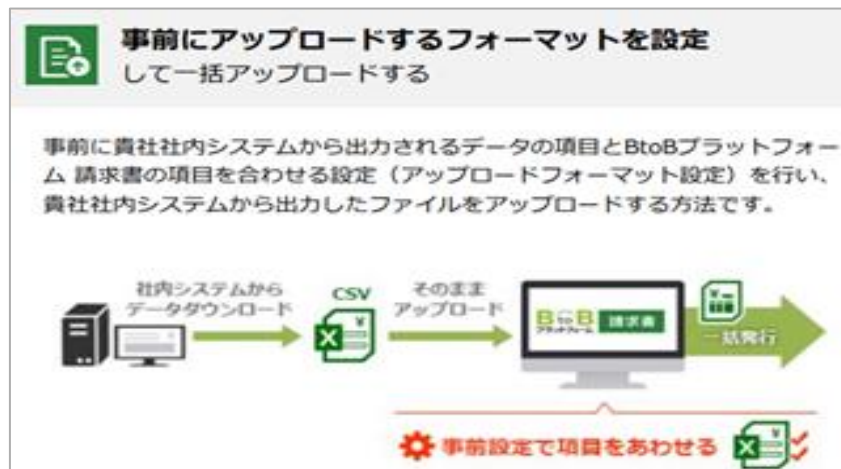 事前にアップロードするフォーマットを設定
して一括アップロードする
事前に貴社社内システムから出力されるデータの項目とBtoBプラットフォー
ム 請求書の項目を合わせる設定（アップロードフォーマット設定）を行い、
貴社社内システムから出力したファイルをアップロードする方法です。
社内システムから
データダウンロード
CSV
そのまま
アップロード
BtoB
プラットフォーム
請求書
一括発行
事前設定で項目をあわせる